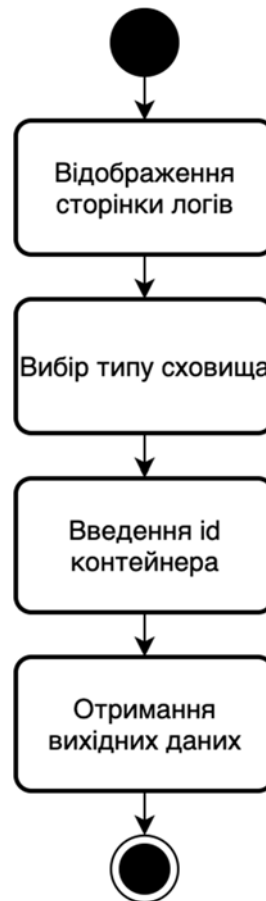 Відображення
сторінки логів
Вибір типу сховища
Введення id
контейнера
Отримання
вихідних даних